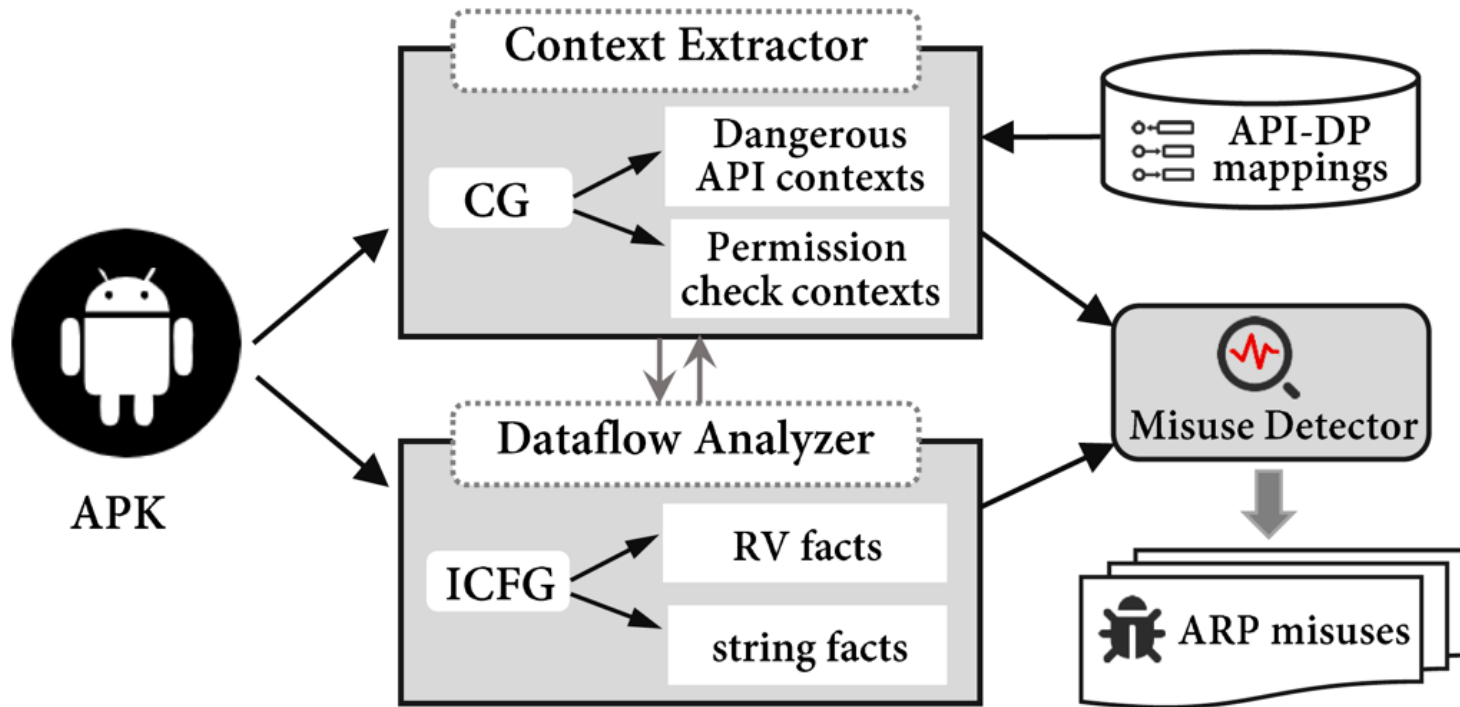 Context Extractor
CG
Dangerous
API contexts
Permission
check contexts
API-DP
mappings
APK
Dataflow Analyzer
ICFG
RV facts
string facts
Misuse Detector
ARP misuses